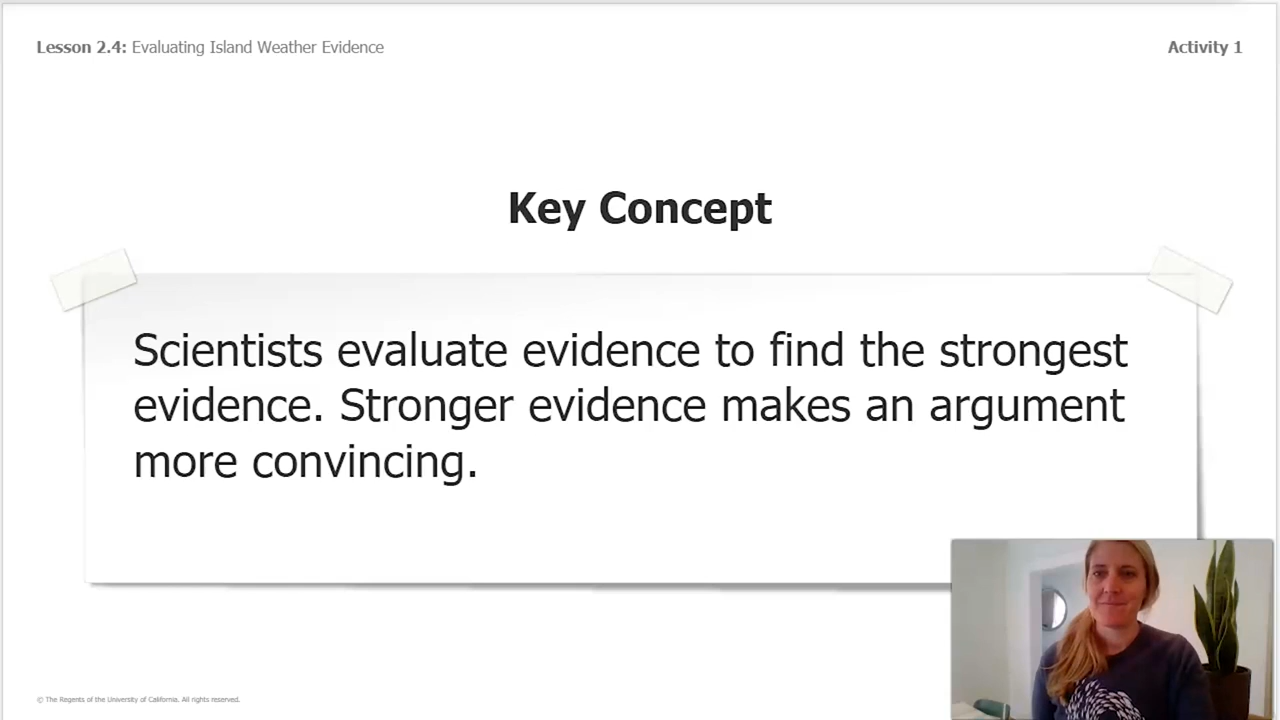 Lesson 2.4: Evaluating Island Weather Evidence
Activity 1
Key Concept
Scientists evaluate evidence to find the strongest
evidence. Stronger evidence makes an argument
more convincing.
© The Regents of the University of California. All rights reserved.